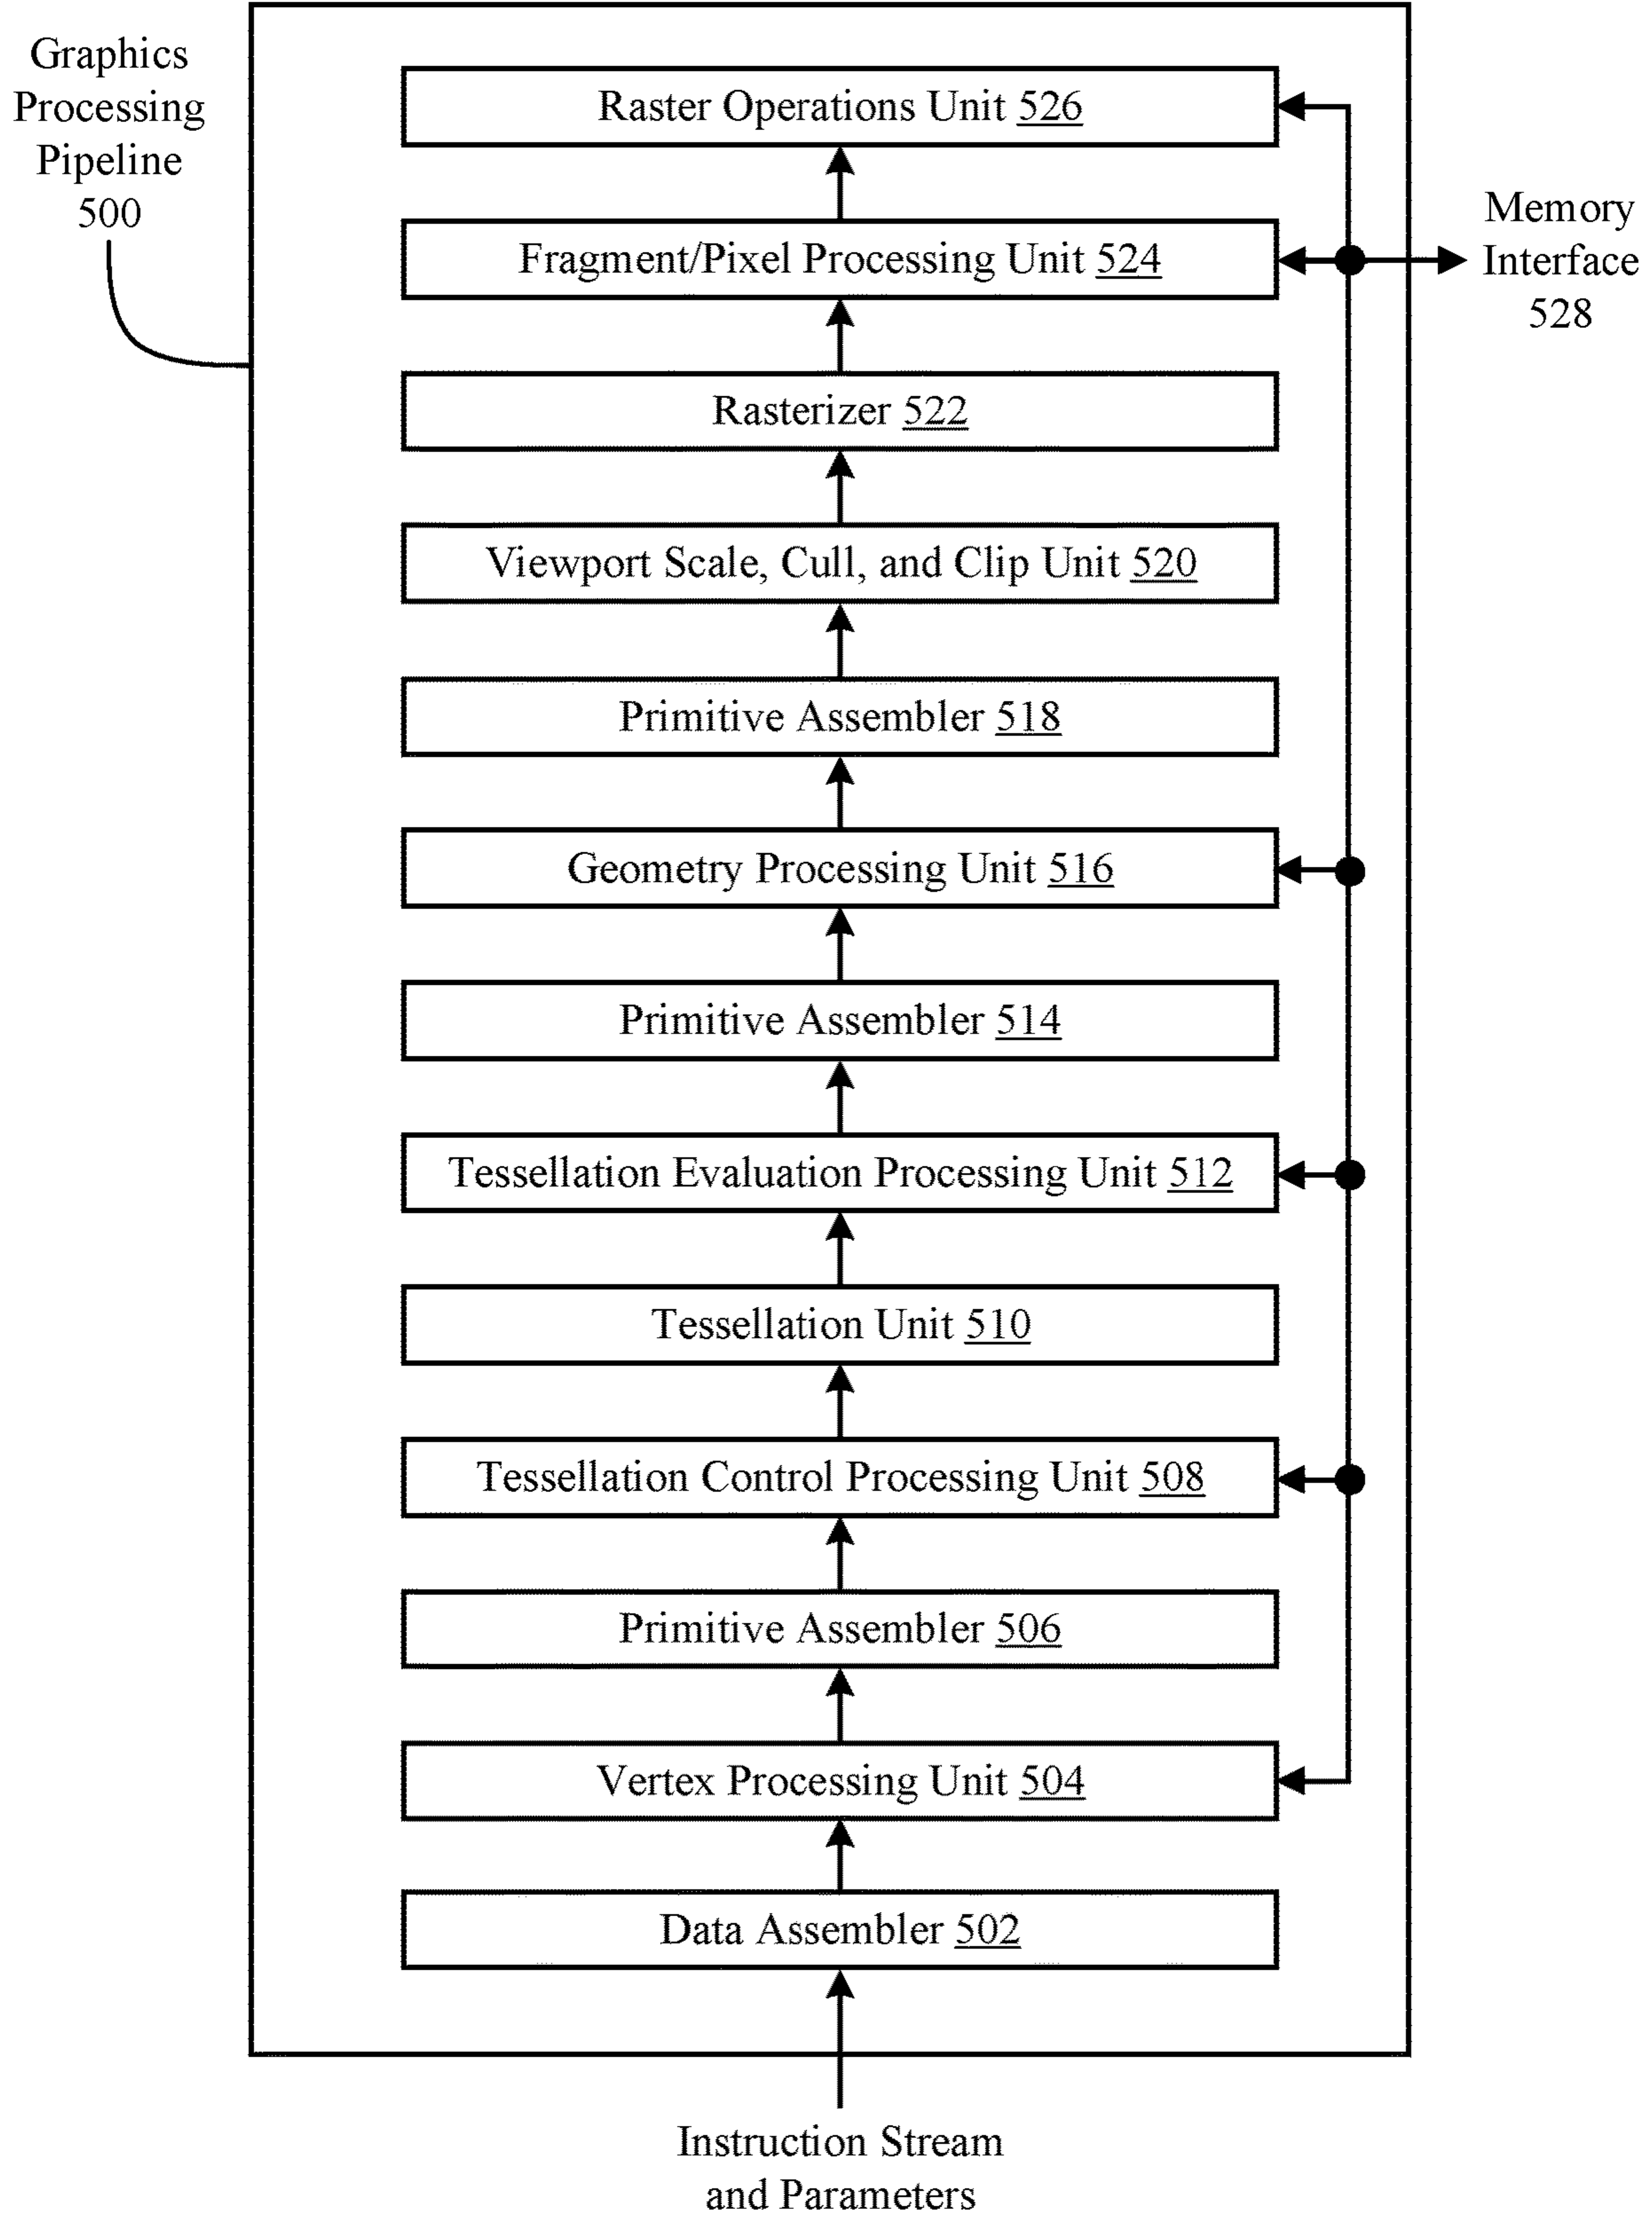 Graphics
Processing
Pipeline
500
Raster Operations Unit 526
Fragment/Pixel Processing Unit 524
Memory
Interface
528
Rasterizer 522
Viewport Scale, Cull, and Clip Unit 520
Primitive Assembler 518
Geometry Processing Unit 516
Primitive Assembler 514
Tessellation Evaluation Processing Unit 512
Tessellation Unit 510
Tessellation Control Processing Unit 508
Primitive Assembler 506
Vertex Processing Unit 504
Data Assembler 502
Instruction Stream
and Parameters